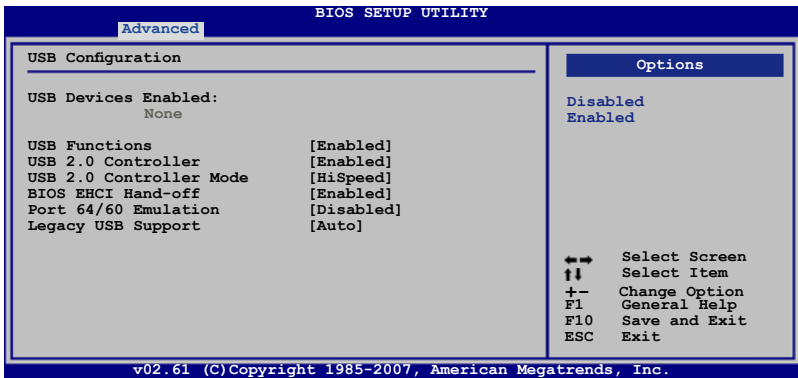 BIOS SETUP UTILITY
Advanced
USB Configuration
Options
USB Devices Enabled:
None
Disabled
Enabled
USB Functions [Enabled]
USB 2.0 Controller [Enabled]
USB 2.0 Controller Mode [HiSpeed]
BIOS EHCI Hand-off [Enabled]
Port 64/60 Emulation [Disabled]
Legacy USB Support [Auto]
Select Screen
Select Item
+- Change Option
F1 General Help
F10 Save and Exit
ESC Exit
v02.61 (C)Copyright 1985-2007, American Megatrends, Inc.